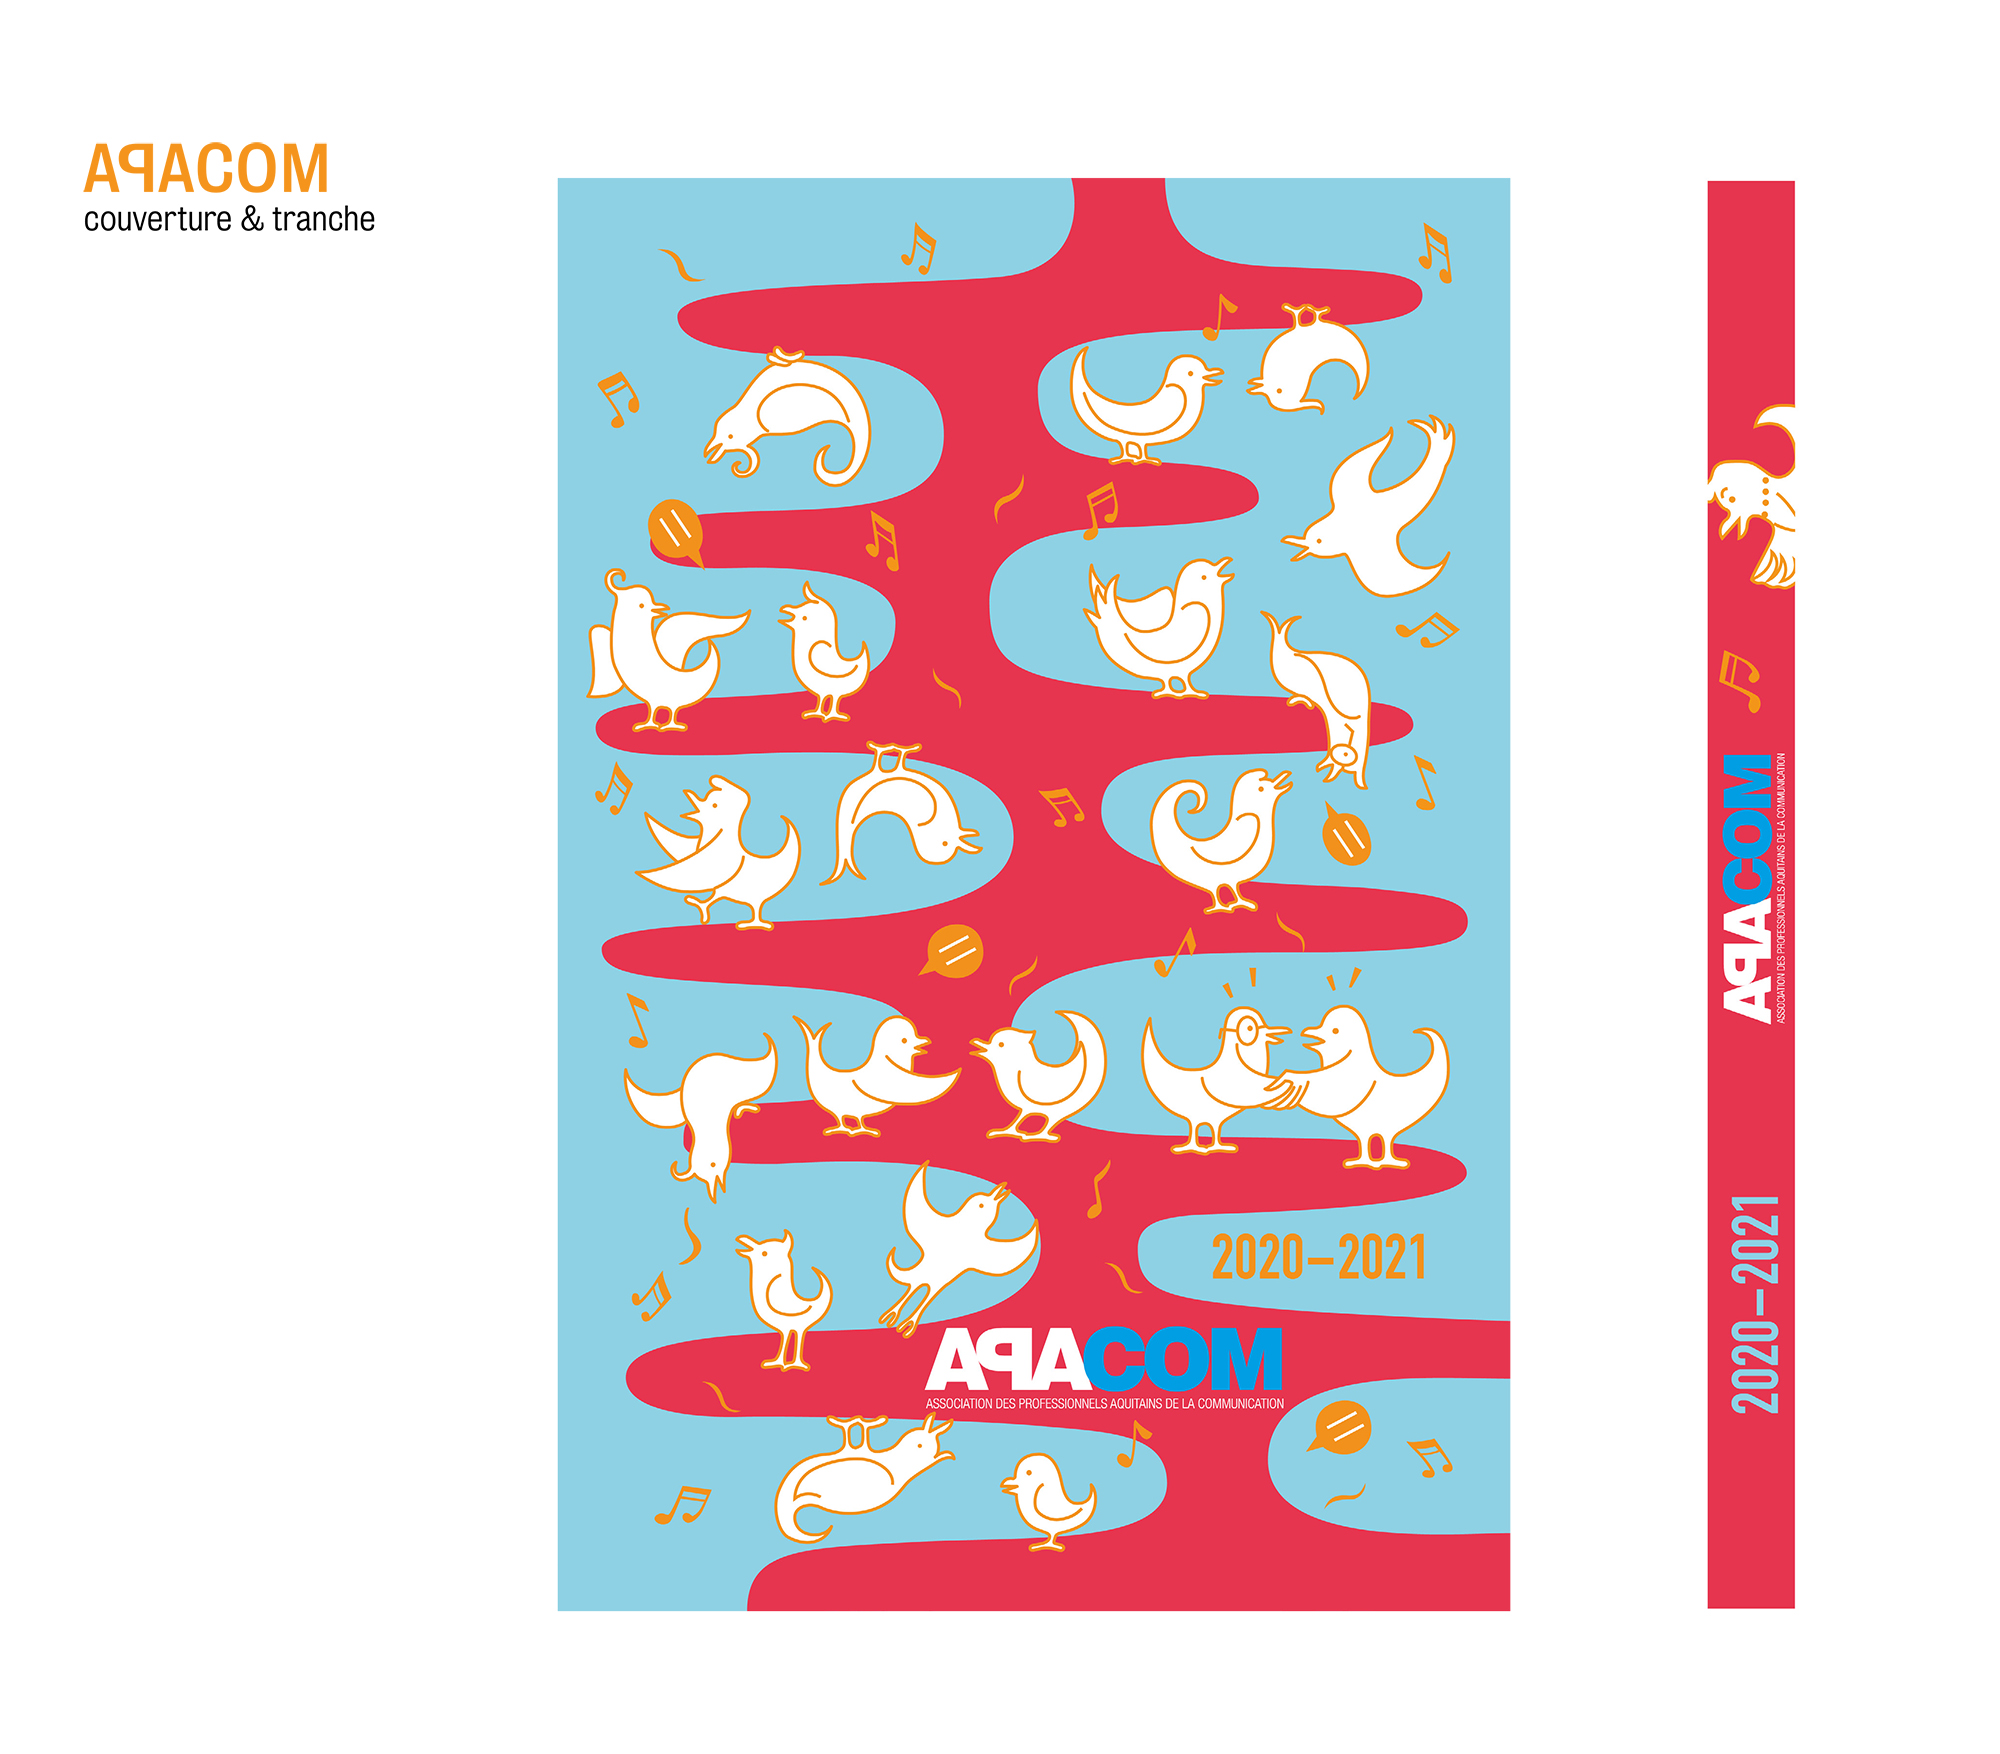 APACOM
couverture & tranche
2020–2021
APACOM
ASSOCIATION DES PROFESSIONNELS AQUITAINS DE LA COMMUNICATION
APACOM
ASSOCIATION DES PROFESSIONNELS AQUITAINS DE LA COMMUNICATION
2020–2021